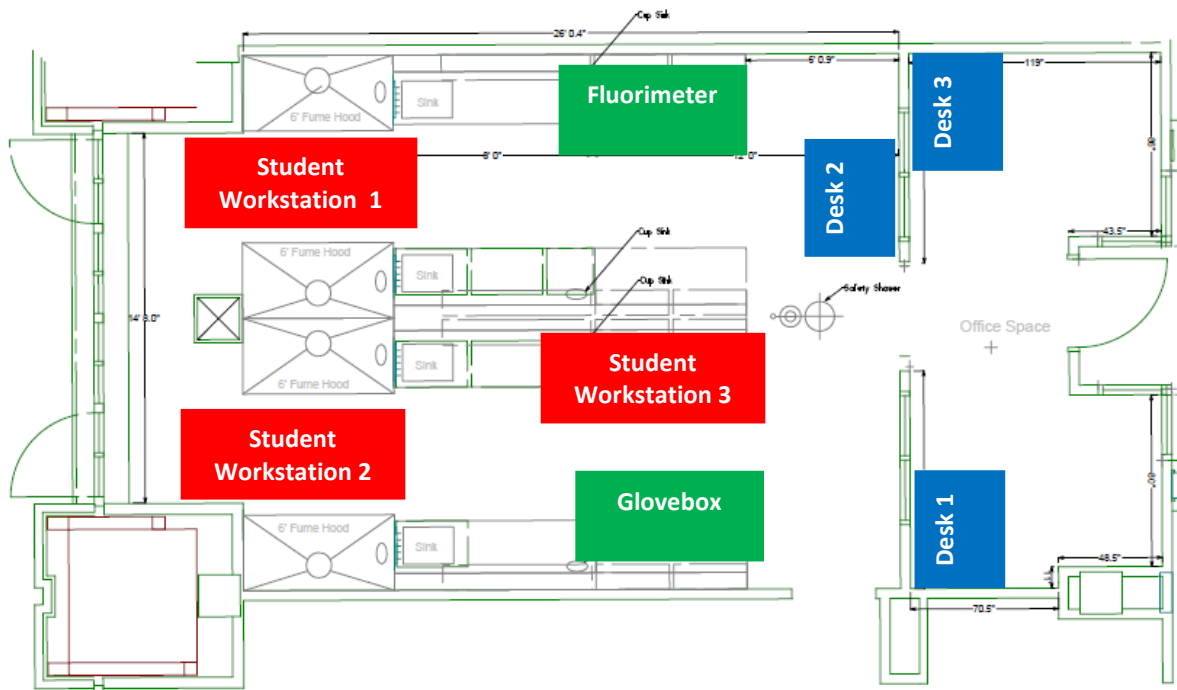 Cup Sink
26' 0.4"
6' 0.9"
119"
6' Fume Hood
Sink
Fluorimeter
Desk 3
Student
Workstation 1
6' 0"
Desk 2
43.5"
6' Fume Hood
Sink
Cup Sink
Cup Sink
Safety Shower
Office Space
Sink
6' Fume Hood
Student
Workstation 3
Student
Workstation 2
Glovebox
Desk 1
6' Fume Hood
Sink
48.5"
70.5"